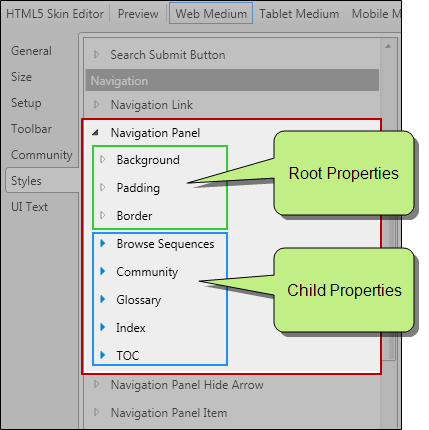 HTML5 Skin Editor Preview Web Medium Tablet Medium Mobile M
General
Size
Setup
Toolbar
Community
Styles
UI Text
Search Submit Button
Navigation
Navigation Link
Navigation Panel
Background
Padding
Border
Browse Sequences
Community
Glossary
Index
TOC
Navigation Panel Hide Arrow
Navigation Panel Item
Root Properties
Child Properties